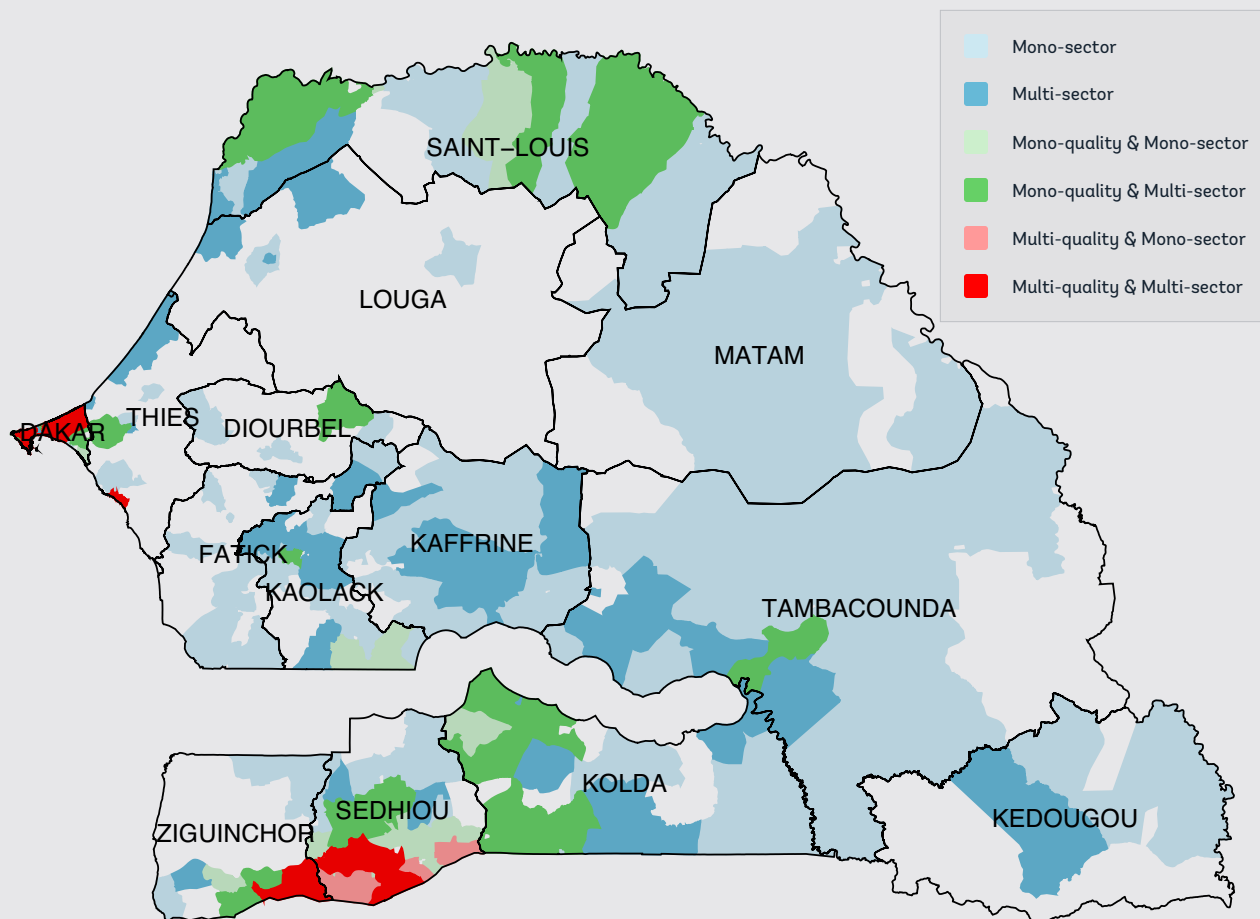 Mono-sector
Multi-sector
Mono-quality & Mono-sector
Mono-quality & Multi-sector
Multi-quality & Mono-sector
Multi-quality & Multi-sector
SAINT–LOUIS
LOUGA
MATAM
THIES
DIOURBEL
DAKAR
KAFFRINE
FATICK
KAOLACK
TAMBACOUNDA
KOLDA
SEDHIOU
KEDOUGOU
ZIGUINCHOR